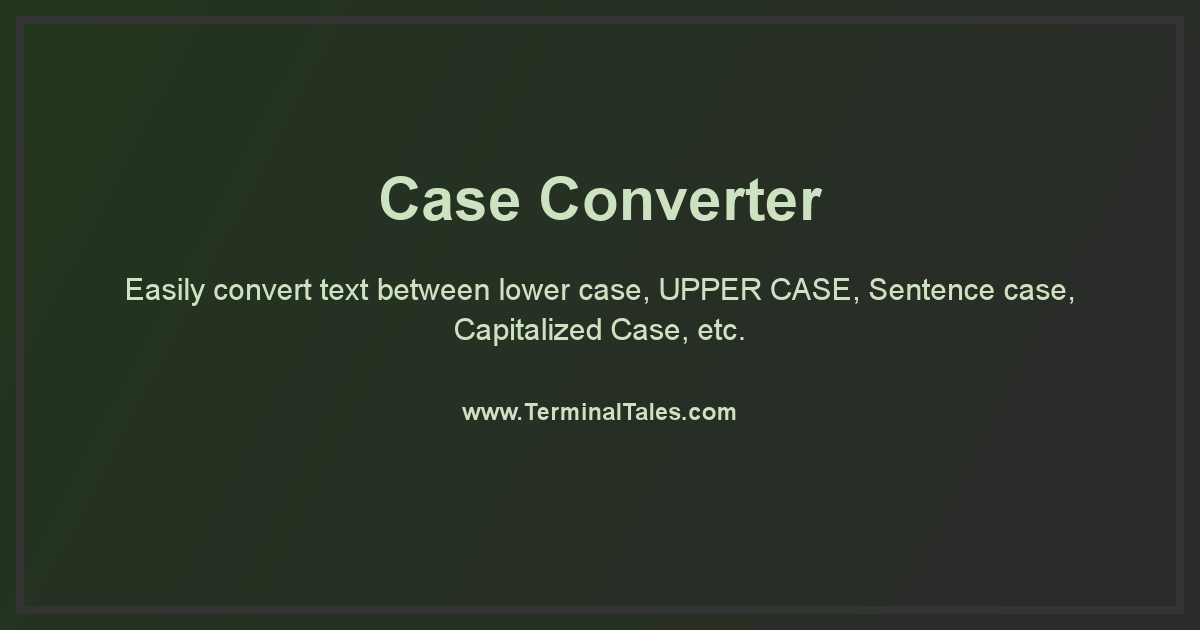 Case Converter
Easily convert text between lower case, UPPER CASE, Sentence case,
Capitalized Case, etc.
www.TerminalTales.com